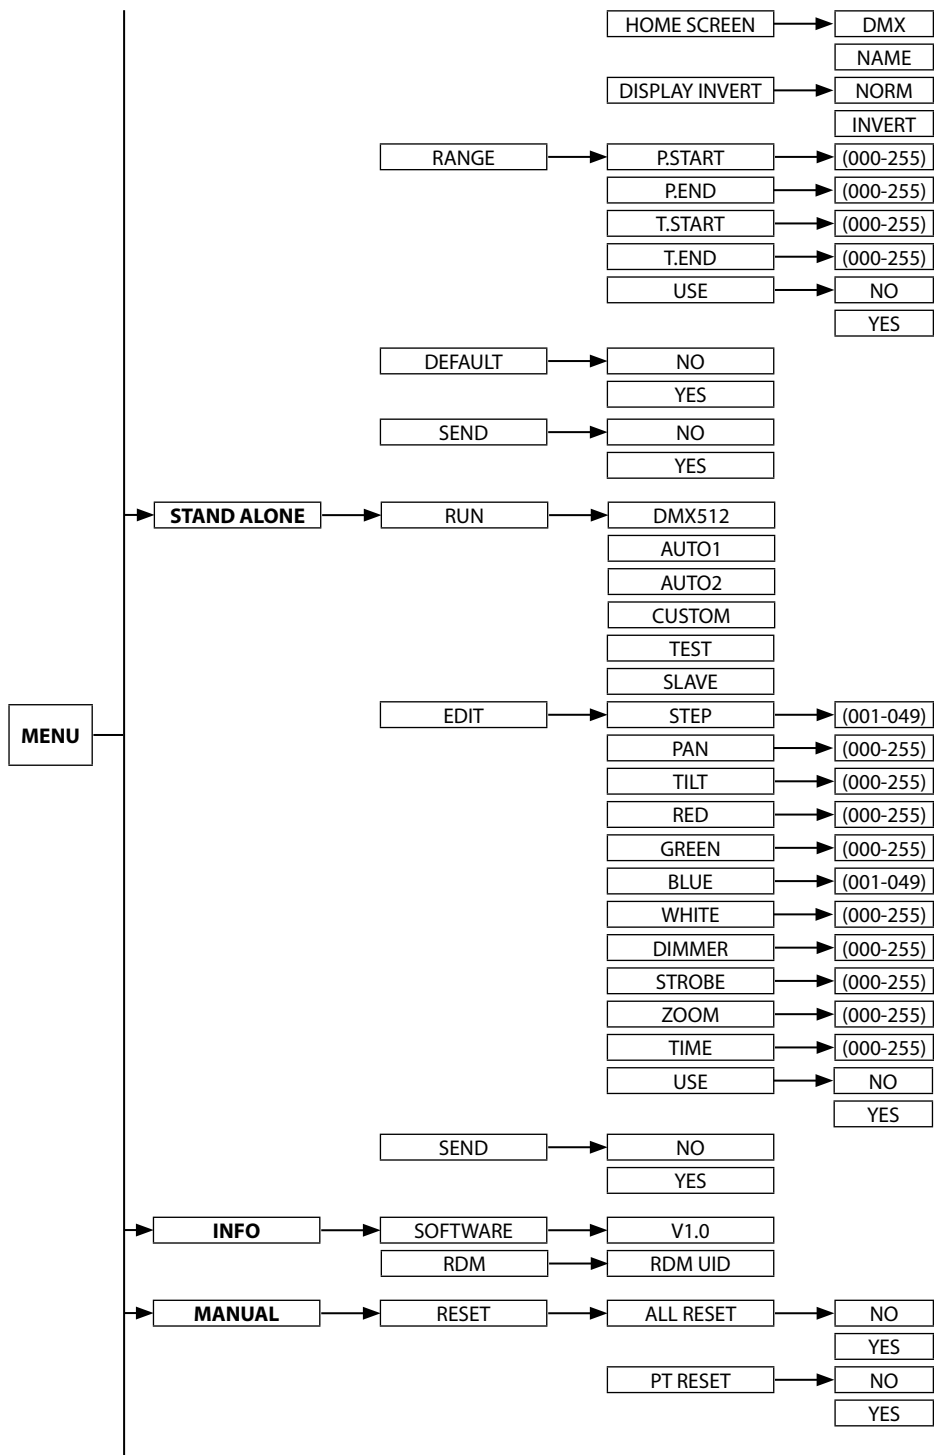 HOME SCREEN DMX
NAME
DISPLAY INVERT NORM
INVERT
RANGE P.START (000-255)
P.END (000-255)
T.START (000-255)
T.END (000-255)
USE NO
YES
DEFAULT NO
YES
SEND NO
YES
STAND ALONE RUN DMX512
AUTO1
AUTO2
CUSTOM
TEST
SLAVE
EDIT STEP (001-049)
MENU
PAN (000-255)
TILT (000-255)
RED (000-255)
GREEN (000-255)
BLUE (001-049)
WHITE (000-255)
DIMMER (000-255)
STROBE (000-255)
ZOOM (000-255)
TIME (000-255)
USE NO
YES
SEND NO
YES
INFO SOFTWARE V1.0
RDM RDM UID
MANUAL RESET ALL RESET NO
YES
PT RESET NO
YES